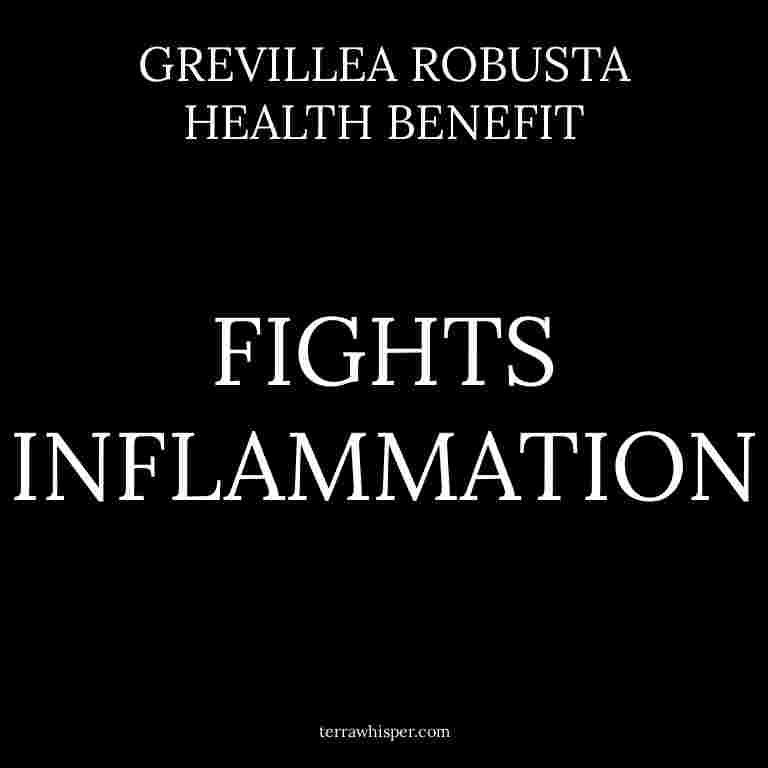 GREVILLEA ROBUSTA
HEALTH BENEFIT
FIGHTS
INFLAMMATION
terrawhisper.com